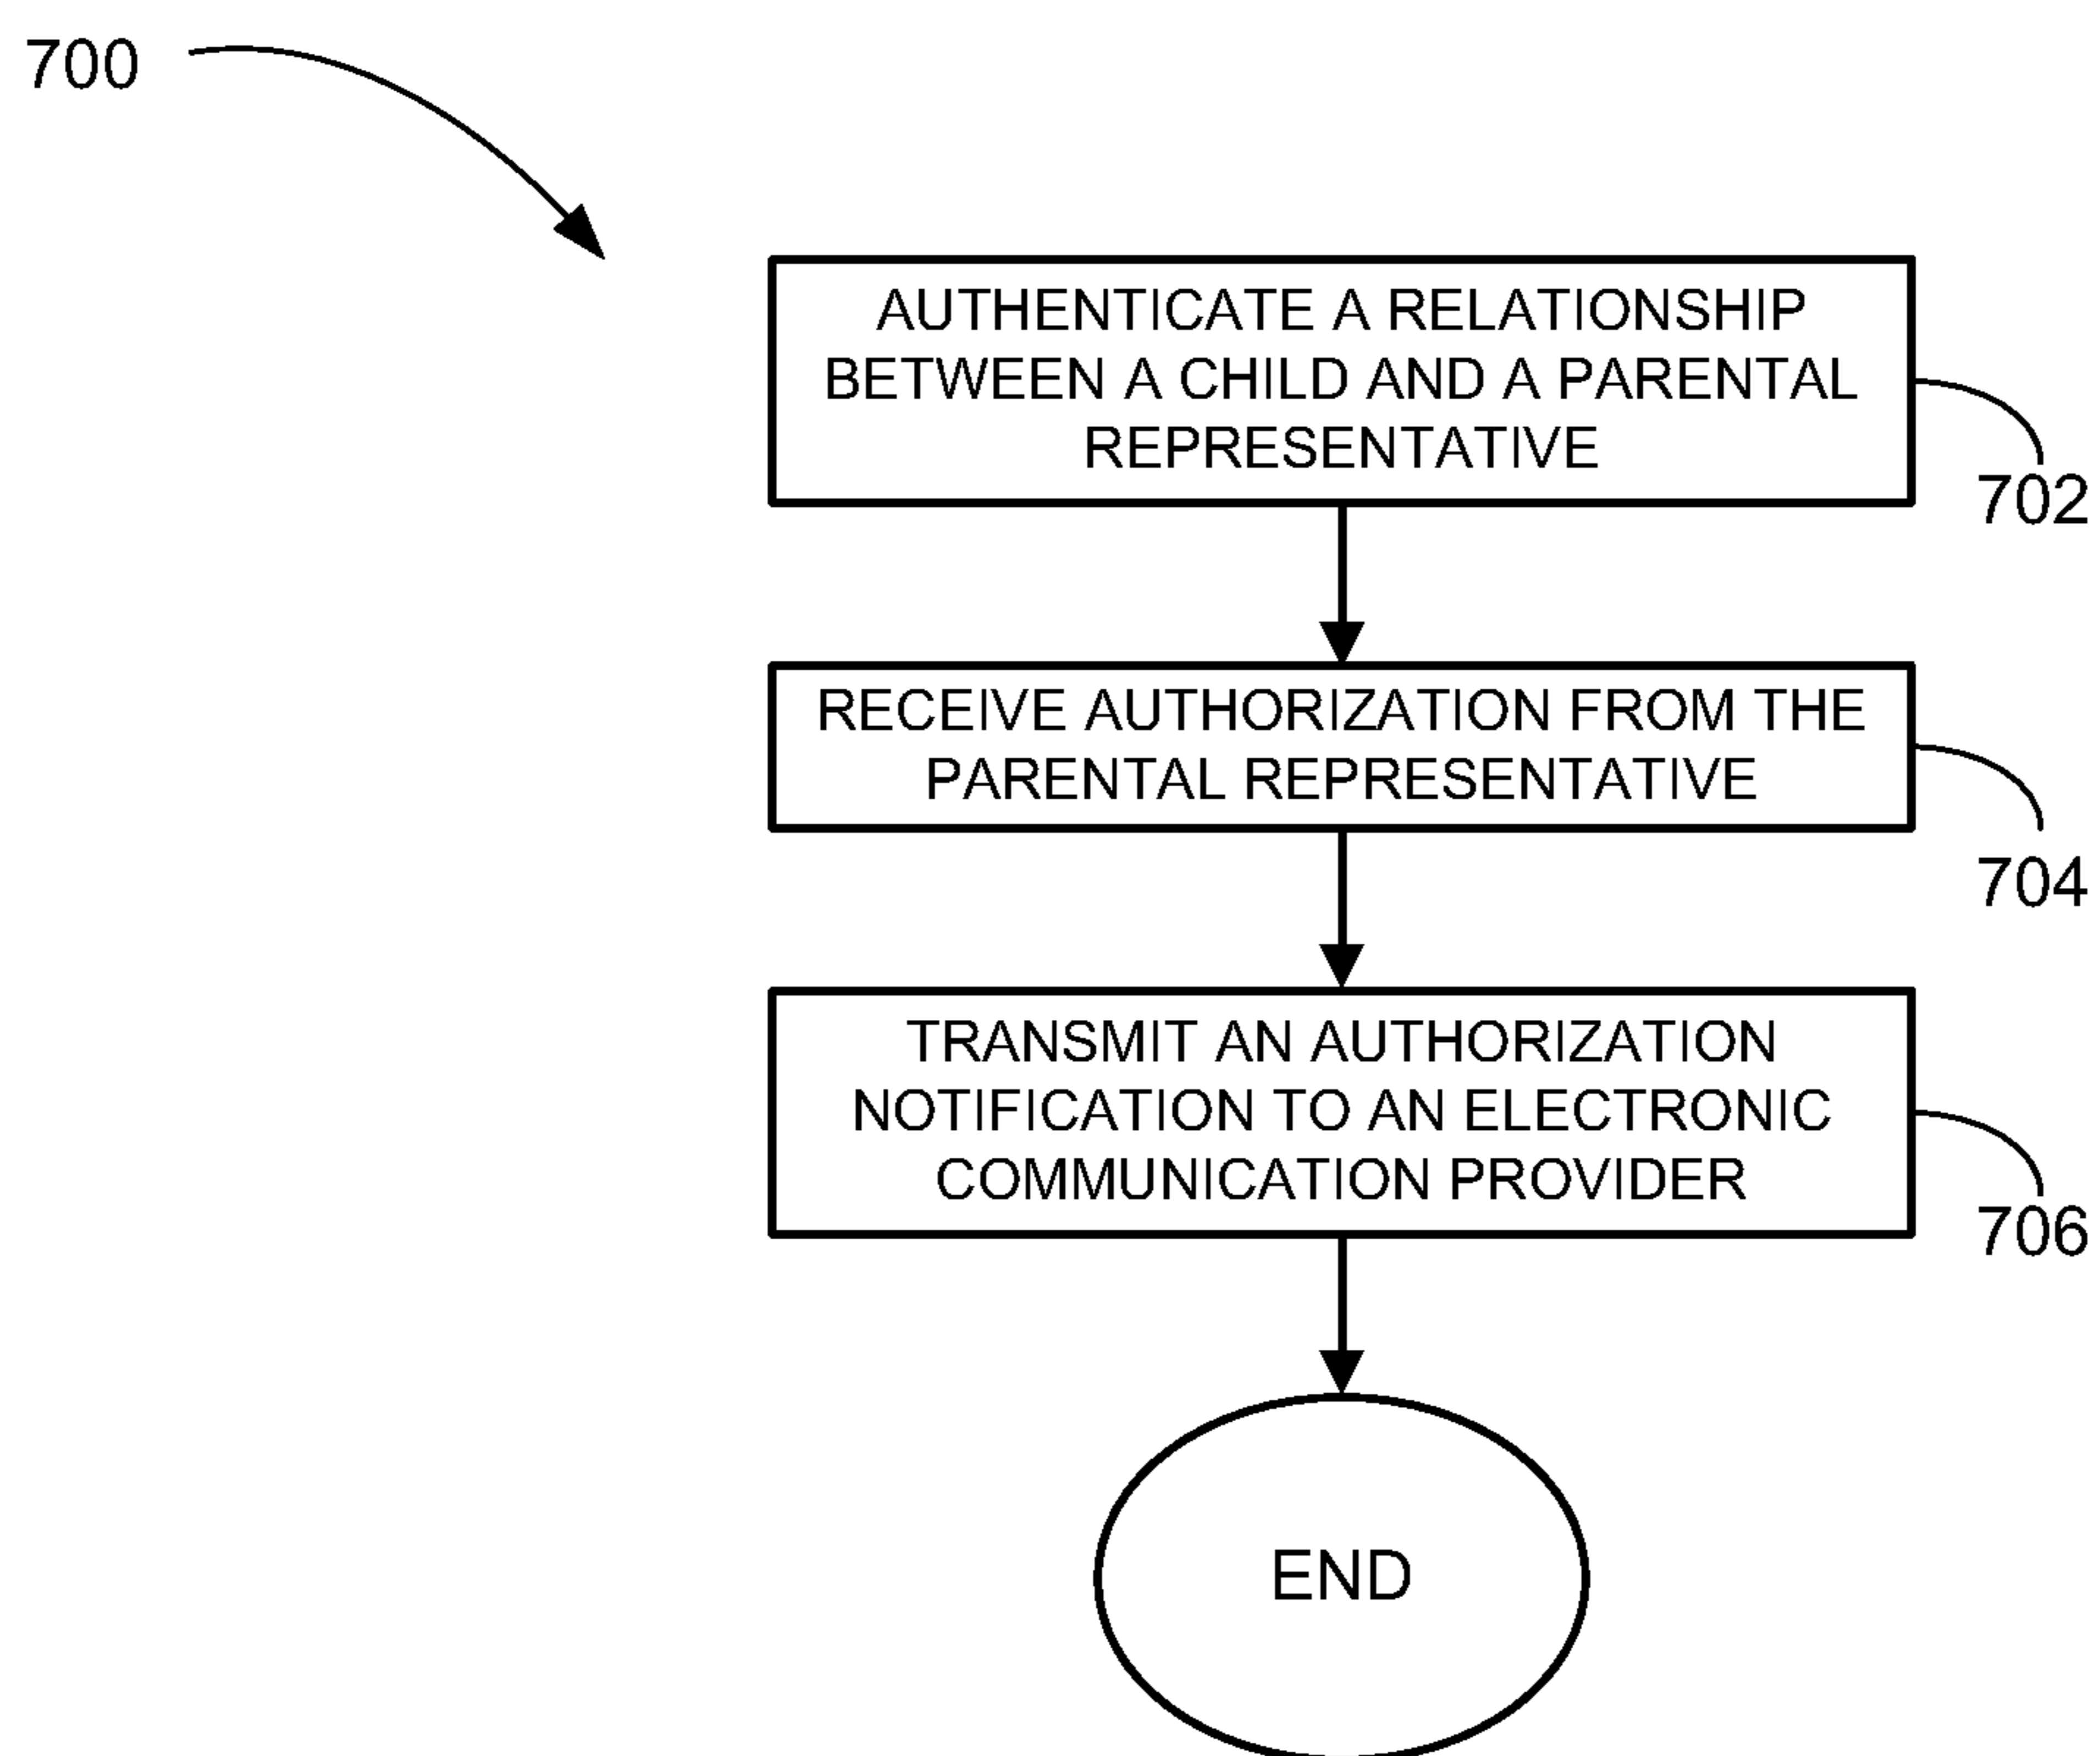 700
AUTHENTICATE A RELATIONSHIP
BETWEEN A CHILD AND A PARENTAL
REPRESENTATIVE
702
RECEIVE AUTHORIZATION FROM THE
PARENTAL REPRESENTATIVE
704
TRANSMIT AN AUTHORIZATION
NOTIFICATION TO AN ELECTRONIC
COMMUNICATION PROVIDER
706
END